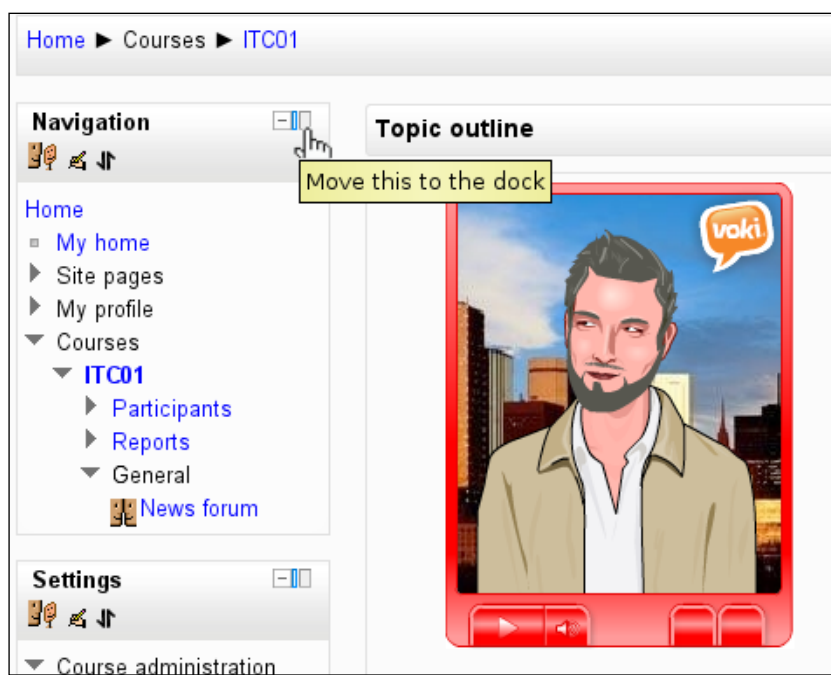 Home ► Courses ► ITC01
Navigation
Topic outline
Move this to the dock
Home
My home
Site pages
My profile
Courses
ITC01
Participants
Reports
General
News forum
voki
Settings
Course administration